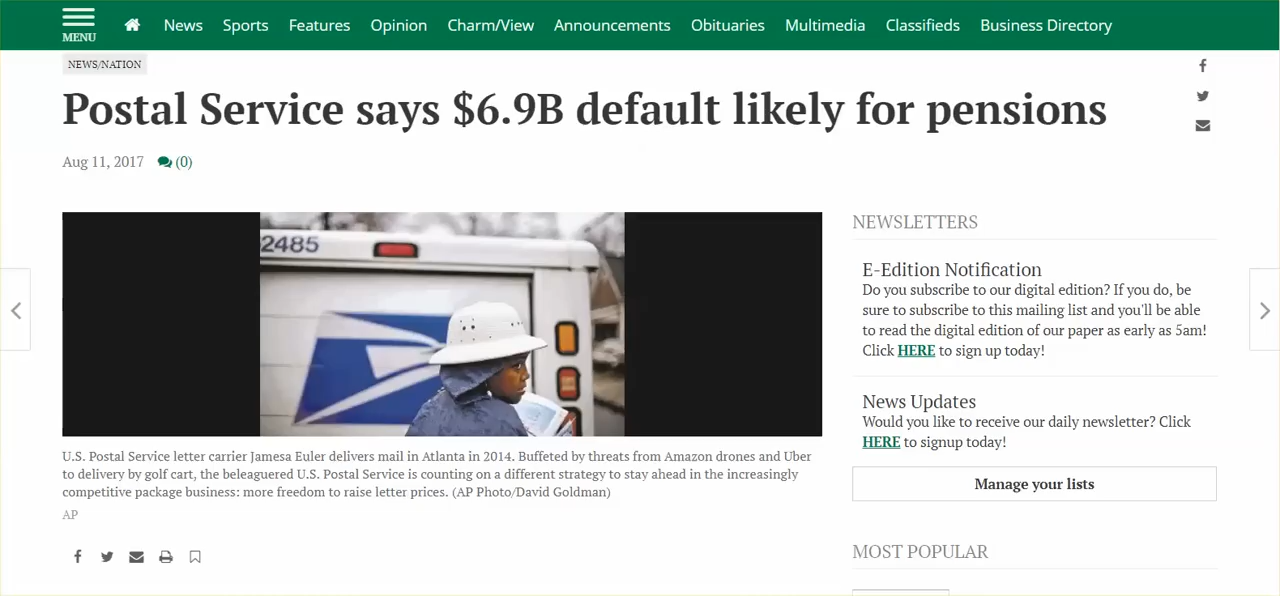 MENU
News Sports Features Opinion Charm/View Announcements Obituaries Multimedia Classifieds Business Directory
NEWS/NATION
Postal Service says $6.9B default likely for pensions
Aug 11, 2017 (0)
2485
U.S. Postal Service letter carrier Jamesa Euler delivers mail in Atlanta in 2014. Buffeted by threats from Amazon drones and Uber
to delivery by golf cart, the beleaguered U.S. Postal Service is counting on a different strategy to stay ahead in the increasingly
competitive package business: more freedom to raise letter prices. (AP Photo/David Goldman)
AP
NEWSLETTERS
E-Edition Notification
Do you subscribe to our digital edition? If you do, be
sure to subscribe to this mailing list and you'll be able
to read the digital edition of our paper as early as 5am!
Click HERE to sign up today!
News Updates
Would you like to receive our daily newsletter? Click
HERE to signup today!
Manage your lists
MOST POPULAR